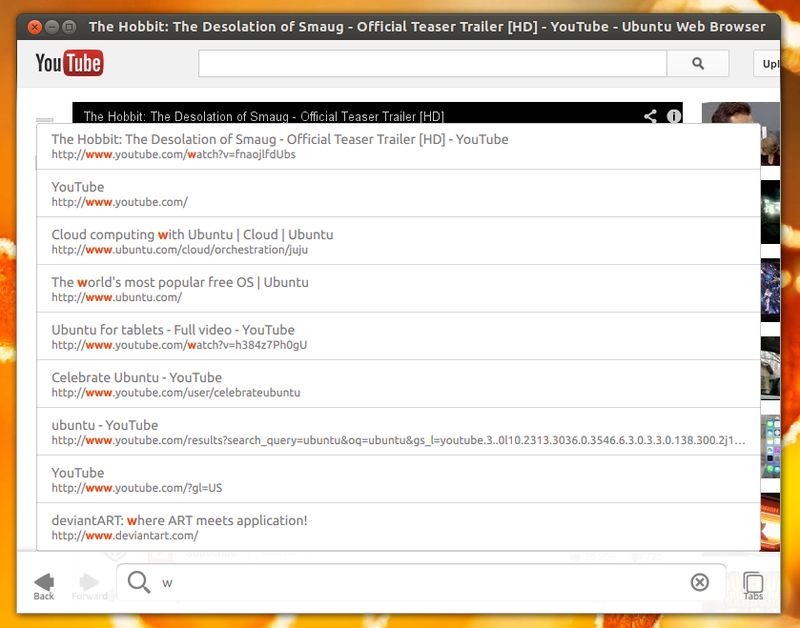 The Hobbit: The Desolation of Smaug - Official Teaser Trailer [HD] - YouTube - Ubuntu Web Browser
YouTube
Upl
The Hobbit: The Desolation of Smaug - Official Teaser Trailer [HD]
The Hobbit: The Desolation of Smaug - Official Teaser Trailer [HD] - YouTube
http://www.youtube.com/watch?v=fnaojlfdUbs
YouTube
http://www.youtube.com/
Cloud computing with Ubuntu | Cloud | Ubuntu
http://www.ubuntu.com/cloud/orchestration/juju
The world's most popular free OS | Ubuntu
http://www.ubuntu.com/
Ubuntu for tablets - Full video - YouTube
http://www.youtube.com/watch?v=h384z7Ph0gU
Celebrate Ubuntu - YouTube
http://www.youtube.com/user/celebrateubuntu
ubuntu - YouTube
http://www.youtube.com/results?search_query=ubuntu&oq=ubuntu&gs_l=youtube.3..0l10.2313.3036.0.3546.6.3.0.3.3.0.138.300.2j1...
YouTube
http://www.youtube.com/?gl=US
deviantART: where ART meets application!
http://www.deviantart.com/
Back
Forward
w
Tabs